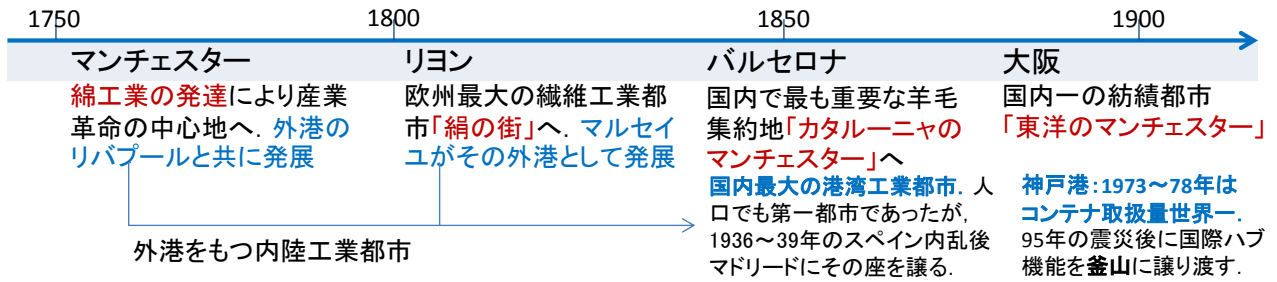 1750
1800
1850
1900
マンチェスター
綿工業の発達により産業
革命の中心地へ．外港の
リバプールと共に発展
リヨン
欧州最大の繊維工業都
市「絹の街」へ．マルセイ
ユがその外港として発展
外港をもつ内陸工業都市
バルセロナ
国内で最も重要な羊毛
集約地「カタルーニャの
マンチェスター」へ
国内最大の港湾工業都市．人
口でも第一都市であったが，
1936～39年のスペイン内乱後
マドリードにその座を譲る．
大阪
国内一の紡績都市
「東洋のマンチェスター」
神戸港：1973～78年は
コンテナ取扱量世界一．
95年の震災後に国際ハブ
機能を釜山に譲り渡す．